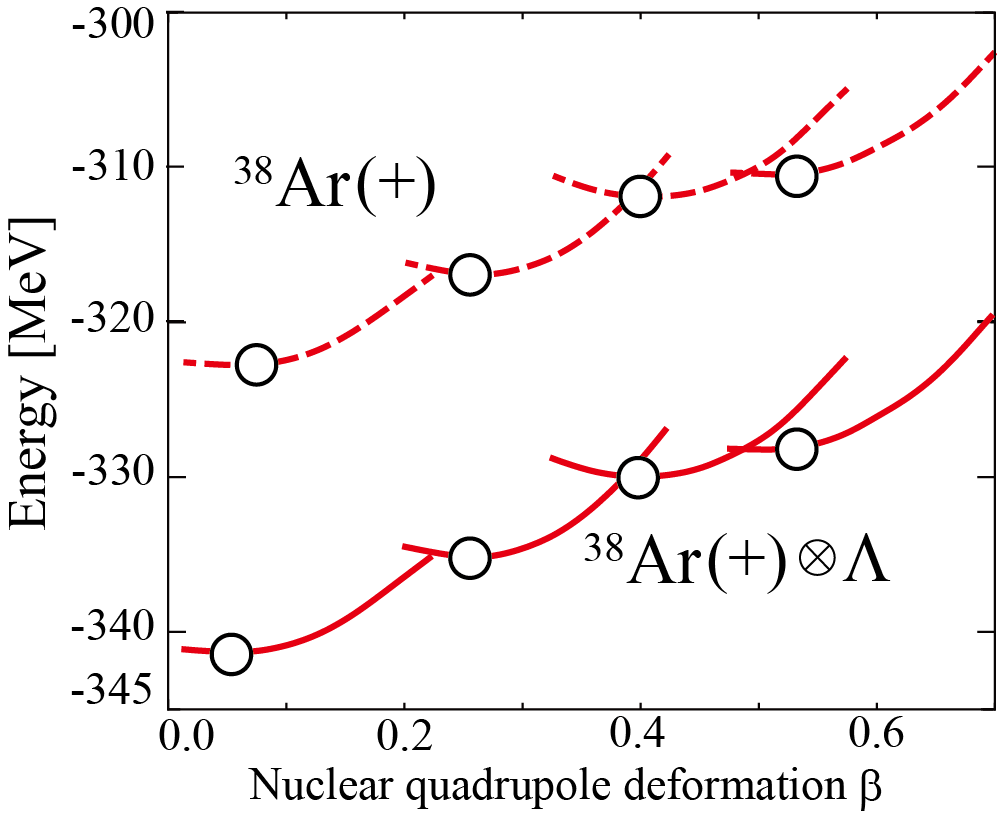 -300
-310
-320
-330
-340
-345
Energy [MeV]
³⁸Ar(+)
³⁸Ar(+)⊗Λ
0.0 0.2 0.4 0.6
Nuclear quadrupole deformation β